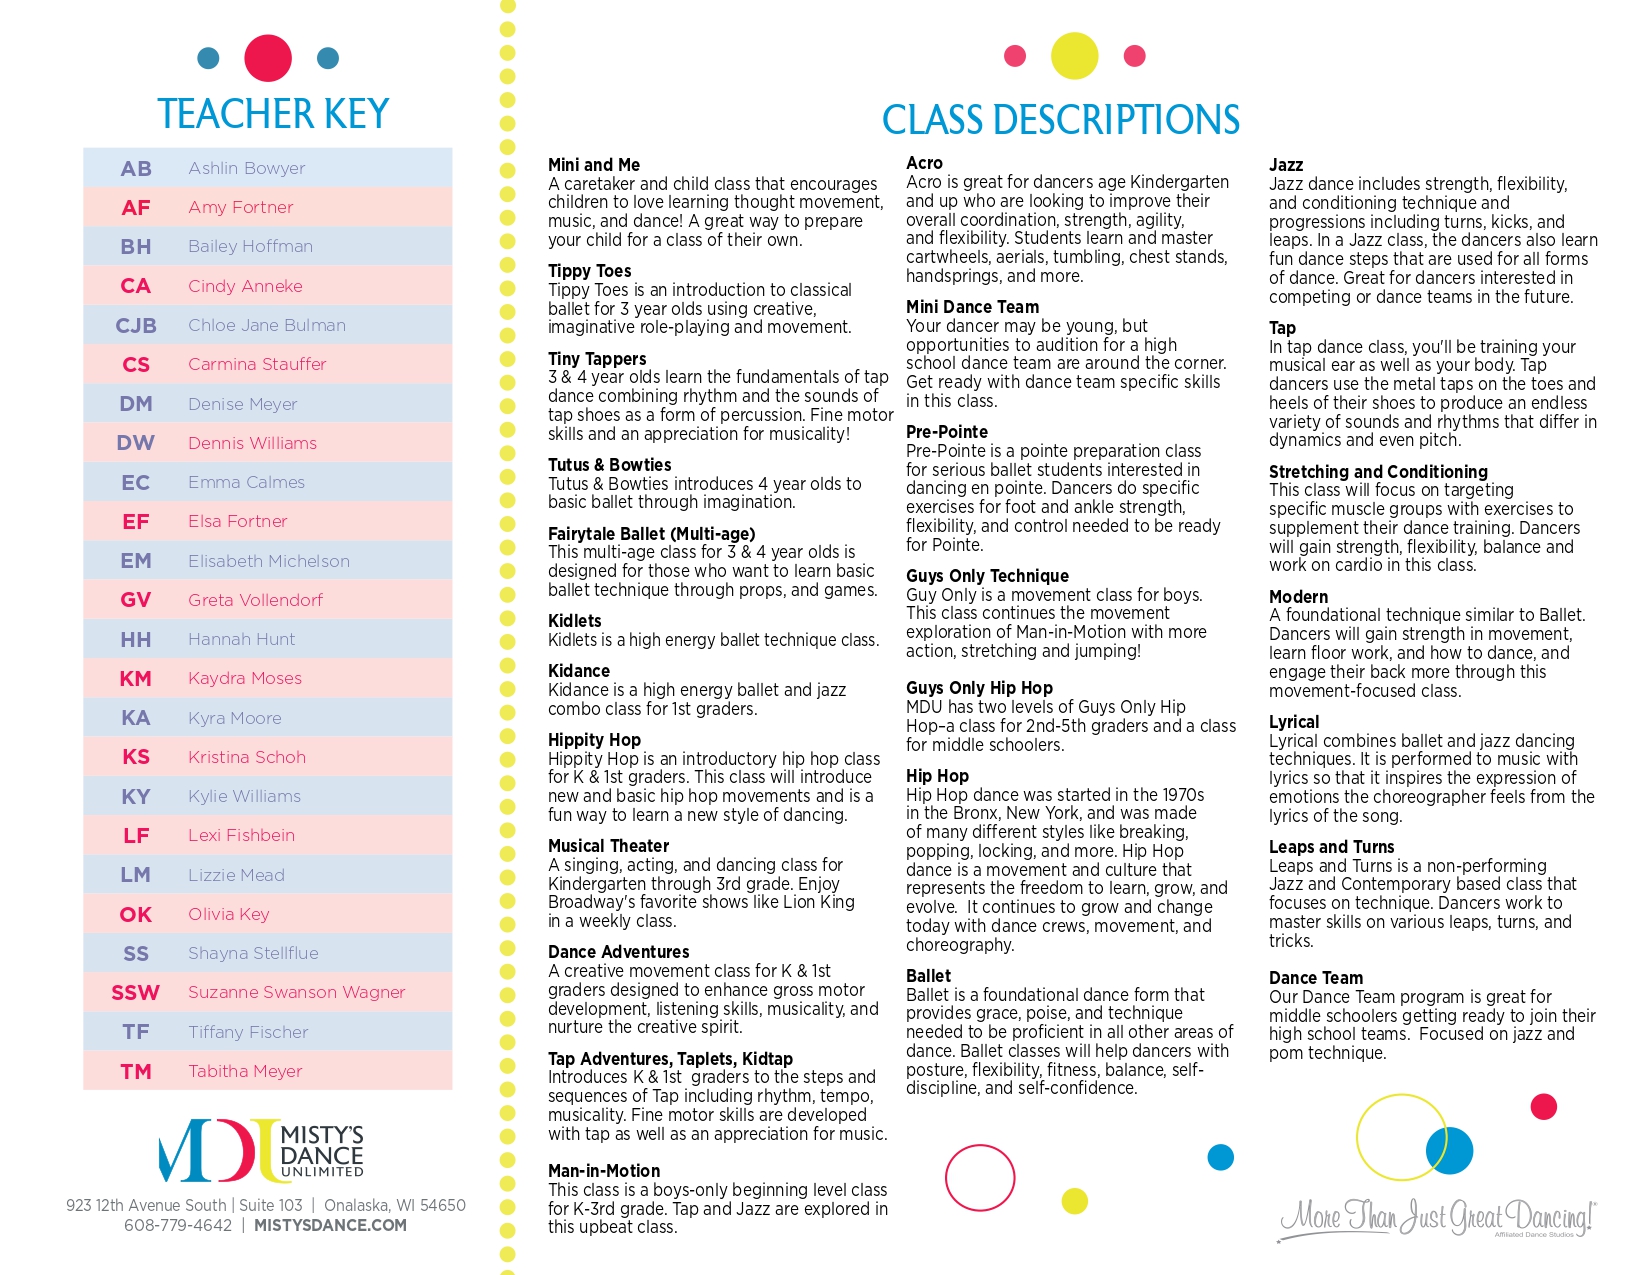 TEACHER KEY
AB Ashlin Bowyer
AF Amy Fortner
BH Bailey Hoffman
CA Cindy Anneke
CJB Chloe Jane Bulman
CS Carmina Stauffer
DM Denise Meyer
DW Dennis Williams
EC Emma Calmes
EF Elsa Fortner
EM Elisabeth Michelson
GV Greta Vollendorf
HH Hannah Hunt
KM Kaydra Moses
KA Kyra Moore
KS Kristina Schoh
KY Kylie Williams
LF Lexi Fishbein
LM Lizzie Mead
OK Olivia Key
SS Shayna Stellflue
SSW Suzanne Swanson Wagner
TF Tiffany Fischer
TM Tabitha Meyer
MDU
MISTY'S
DANCE
UNLIMITED
923 12th Avenue South | Suite 103 | Onalaska, WI 54650
608-779-4642 | MISTYSDANCE.COM
CLASS DESCRIPTIONS
Mini and Me
A caretaker and child class that encourages
children to love learning thought movement,
music, and dance! A great way to prepare
your child for a class of their own.
Tippy Toes
Tippy Toes is an introduction to classical
ballet for 3 year olds using creative,
imaginative role-playing and movement.
Tiny Tappers
3 & 4 year olds learn the fundamentals of tap
dance combining rhythm and the sounds of
tap shoes as a form of percussion. Fine motor
skills and an appreciation for musicality!
Tutus & Bowties
Tutus & Bowties introduces 4 year olds to
basic ballet through imagination.
Fairytale Ballet (Multi-age)
This multi-age class for 3 & 4 year olds is
designed for those who want to learn basic
ballet technique through props, and games.
Kidlets
Kidlets is a high energy ballet technique class.
Kidance
Kidance is a high energy ballet and jazz
combo class for 1st graders.
Hippity Hop
Hippity Hop is an introductory hip hop class
for K & 1st graders. This class will introduce
new and basic hip hop movements and is a
fun way to learn a new style of dancing.
Musical Theater
A singing, acting, and dancing class for
Kindergarten through 3rd grade. Enjoy
Broadway's favorite shows like Lion King
in a weekly class.
Dance Adventures
A creative movement class for K & 1st
graders designed to enhance gross motor
development, listening skills, musicality, and
nurture the creative spirit.
Tap Adventures, Taplets, Kidtap
Introduces K & 1st graders to the steps and
sequences of Tap including rhythm, tempo,
musicality. Fine motor skills are developed
with tap as well as an appreciation for music.
Man-in-Motion
This class is a boys-only beginning level class
for K-3rd grade. Tap and Jazz are explored in
this upbeat class.
Acro
Acro is great for dancers age Kindergarten
and up who are looking to improve their
overall coordination, strength, agility,
and flexibility. Students learn and master
cartwheels, aerials, tumbling, chest stands,
handsprings, and more.
Mini Dance Team
Your dancer may be young, but
opportunities to audition for a high
school dance team are around the corner.
Get ready with dance team specific skills
in this class.
Pre-Pointe
Pre-Pointe is a pointe preparation class
for serious ballet students interested in
dancing en pointe. Dancers do specific
exercises for foot and ankle strength,
flexibility, and control needed to be ready
for Pointe.
Guys Only Technique
Guy Only is a movement class for boys.
This class continues the movement
exploration of Man-in-Motion with more
action, stretching and jumping!
Guys Only Hip Hop
MDU has two levels of Guys Only Hip
Hop–a class for 2nd-5th graders and a class
for middle schoolers.
Hip Hop
Hip Hop dance was started in the 1970s
in the Bronx, New York, and was made
of many different styles like breaking,
popping, locking, and more. Hip Hop
dance is a movement and culture that
represents the freedom to learn, grow, and
evolve. It continues to grow and change
today with dance crews, movement, and
choreography.
Ballet
Ballet is a foundational dance form that
provides grace, poise, and technique
needed to be proficient in all other areas of
dance. Ballet classes will help dancers with
posture, flexibility, fitness, balance, self-
discipline, and self-confidence.
Jazz
Jazz dance includes strength, flexibility,
and conditioning technique and
progressions including turns, kicks, and
leaps. In a Jazz class, the dancers also learn
fun dance steps that are used for all forms
of dance. Great for dancers interested in
competing or dance teams in the future.
Tap
In tap dance class, you'll be training your
musical ear as well as your body. Tap
dancers use the metal taps on the toes and
heels of their shoes to produce an endless
variety of sounds and rhythms that differ in
dynamics and even pitch.
Stretching and Conditioning
This class will focus on targeting
specific muscle groups with exercises to
supplement their dance training. Dancers
will gain strength, flexibility, balance and
work on cardio in this class.
Modern
A foundational technique similar to Ballet.
Dancers will gain strength in movement,
learn floor work, and how to dance, and
engage their back more through this
movement-focused class.
Lyrical
Lyrical combines ballet and jazz dancing
techniques. It is performed to music with
lyrics so that it inspires the expression of
emotions the choreographer feels from the
lyrics of the song.
Leaps and Turns
Leaps and Turns is a non-performing
Jazz and Contemporary based class that
focuses on technique. Dancers work to
master skills on various leaps, turns, and
tricks.
Dance Team
Our Dance Team program is great for
middle schoolers getting ready to join their
high school teams. Focused on jazz and
pom technique.
More Than Just Great Dancing!
Affiliated Dance Studios